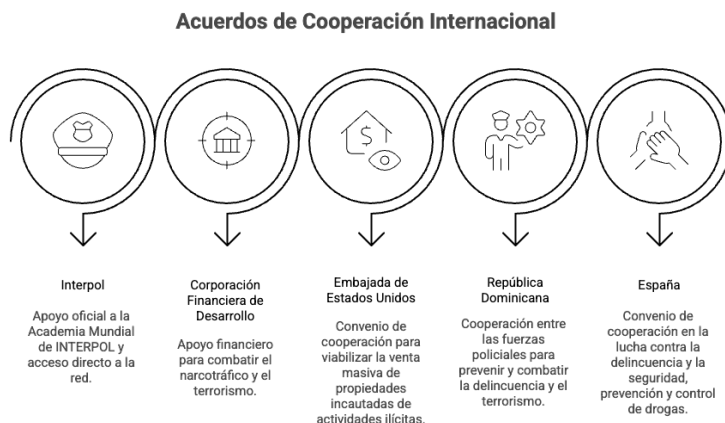 Acuerdos de Cooperación Internacional
$
Interpol
Apoyo oficial a la
Academia Mundial
de INTERPOL y
acceso directo a la
red.
Corporación
Financiera de
Desarrollo
Apoyo financiero
para combatir el
narcotráfico y el
terrorismo.
Embajada de
Estados Unidos
Convenio de
cooperación para
viabilizar la venta
masiva de
propiedades
incautadas de
actividades ilícitas.
República
Dominicana
Cooperación entre
las fuerzas
policiales para
prevenir y combatir
la delincuencia y el
terrorismo.
España
Convenio de
cooperación en la
lucha contra la
delincuencia y la
seguridad,
prevención y control
de drogas.